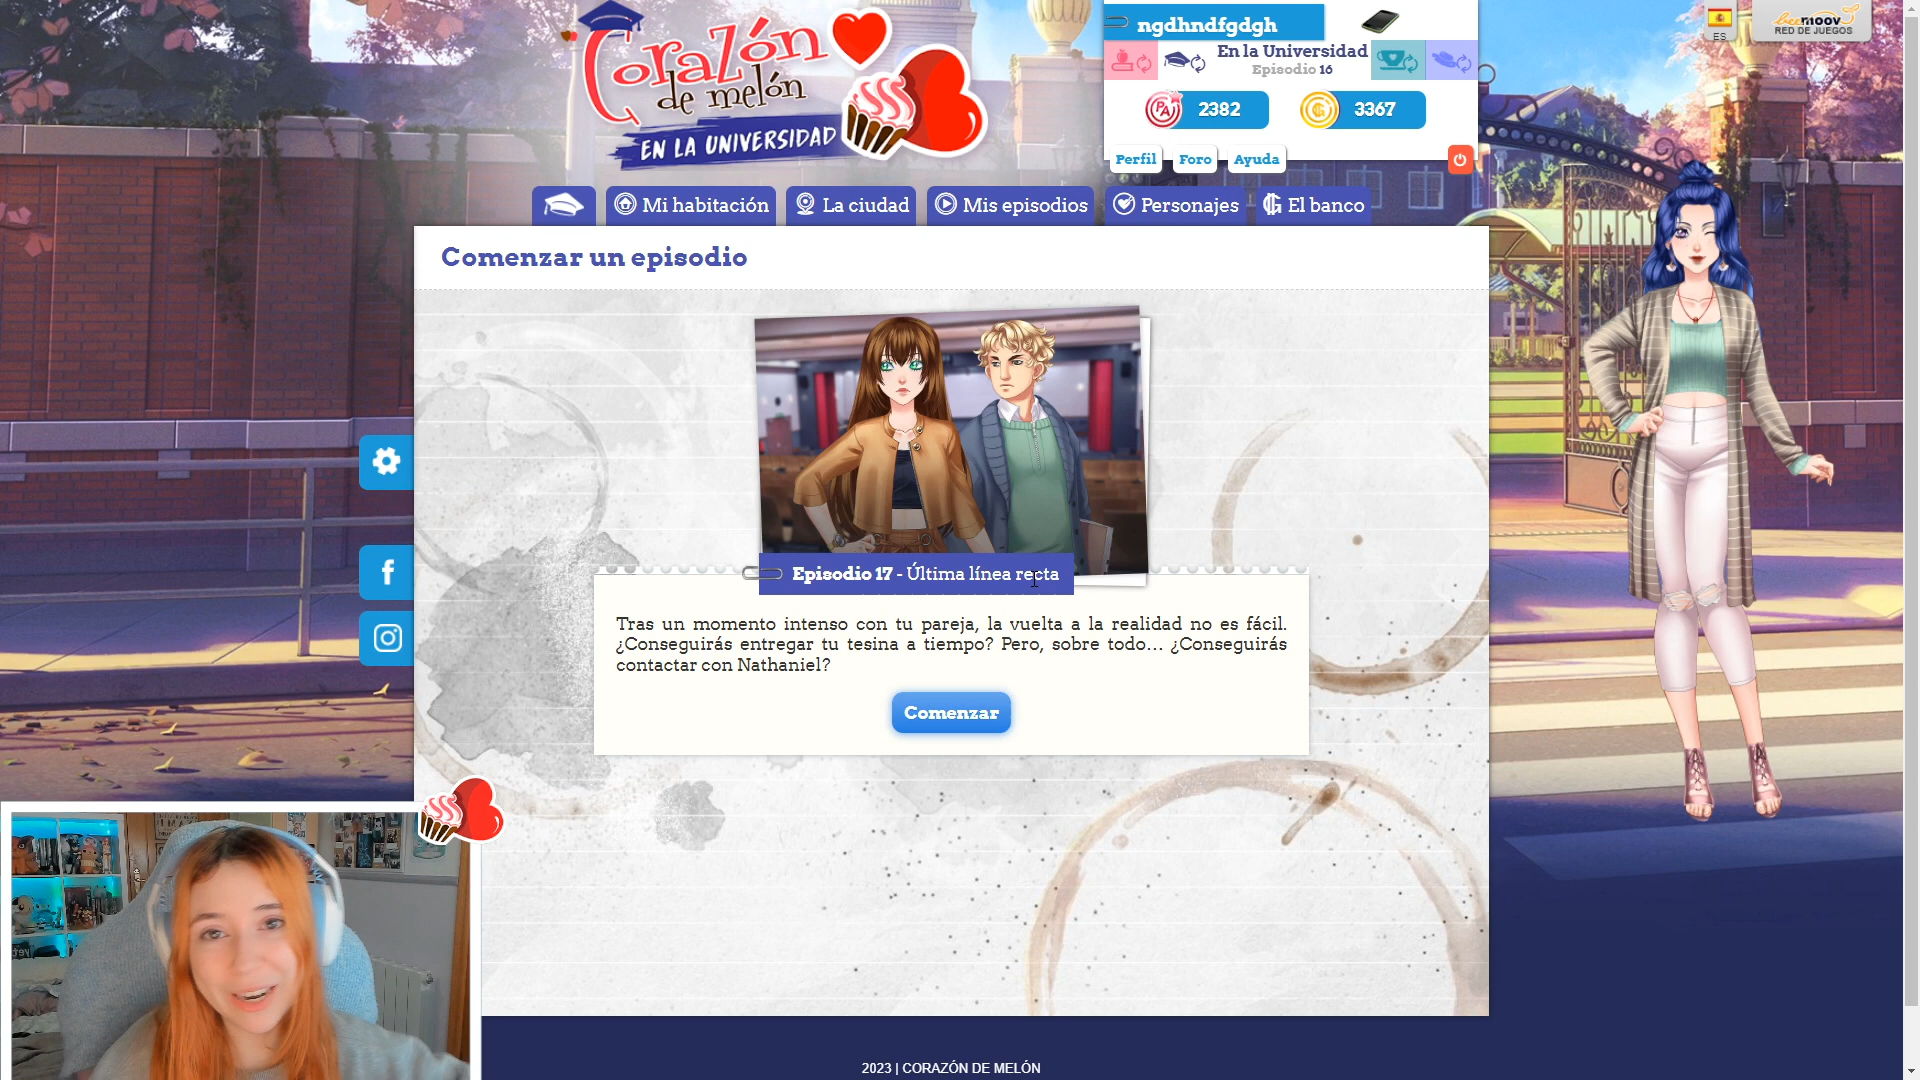 Corazón
de melón
EN LA UNIVERSIDAD
ngdhndfgdgh
En la Universidad
Episodio 16
PA
2382
3367
Perfil
Foro
Ayuda
ES
beemoov
RED DE JUEGOS
Mi habitación
La ciudad
Mis episodios
Personajes
El banco
Comenzar un episodio
Episodio 17 - Última línea recta
Tras un momento intenso con tu pareja, la vuelta a la realidad no es fácil.
¿Conseguirás entregar tu tesina a tiempo? Pero, sobre todo... ¿Conseguirás
contactar con Nathaniel?
Comenzar
2023 | CORAZÓN DE MELÓN